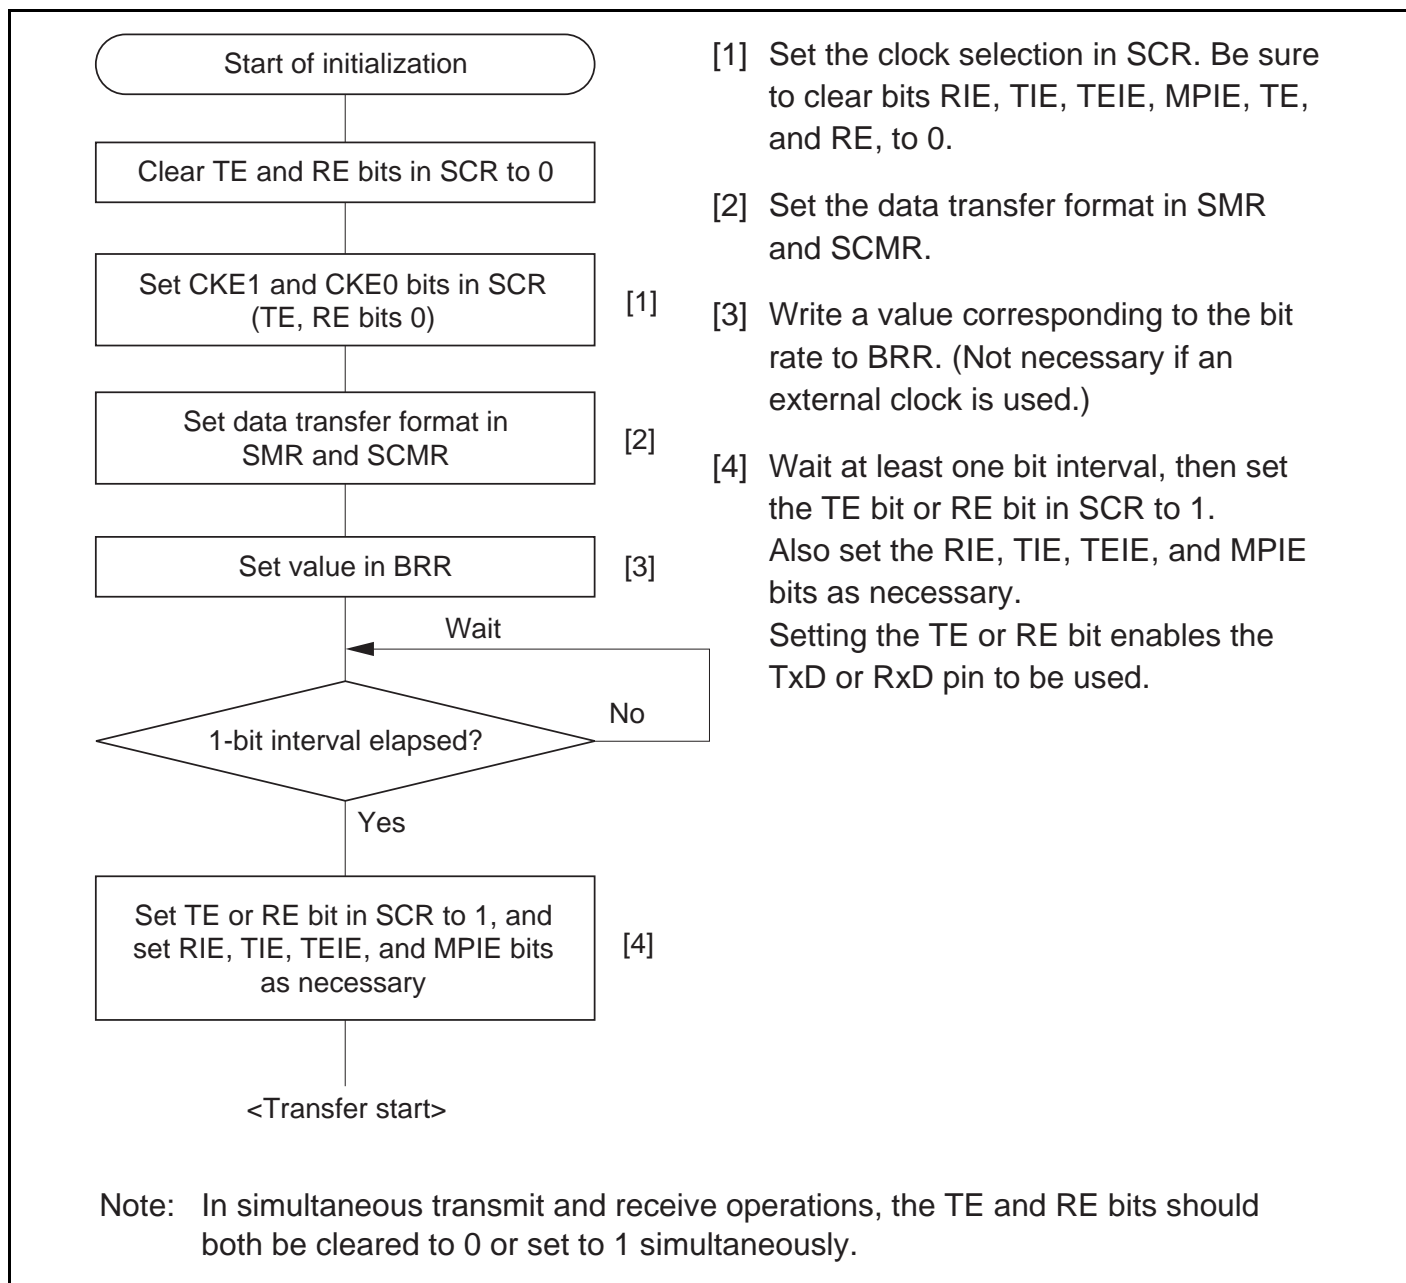 Start of initialization
Clear TE and RE bits in SCR to 0
Set CKE1 and CKE0 bits in SCR
(TE, RE bits 0)
[1]
Set data transfer format in
SMR and SCMR
[2]
Set value in BRR
[3]
Wait
1-bit interval elapsed?
No
Yes
Set TE or RE bit in SCR to 1, and
set RIE, TIE, TEIE, and MPIE bits
as necessary
[4]
<Transfer start>
[1] Set the clock selection in SCR. Be sure
to clear bits RIE, TIE, TEIE, MPIE, TE,
and RE, to 0.
[2] Set the data transfer format in SMR
and SCMR.
[3] Write a value corresponding to the bit
rate to BRR. (Not necessary if an
external clock is used.)
[4] Wait at least one bit interval, then set
the TE bit or RE bit in SCR to 1.
Also set the RIE, TIE, TEIE, and MPIE
bits as necessary.
Setting the TE or RE bit enables the
TxD or RxD pin to be used.
Note: In simultaneous transmit and receive operations, the TE and RE bits should
both be cleared to 0 or set to 1 simultaneously.